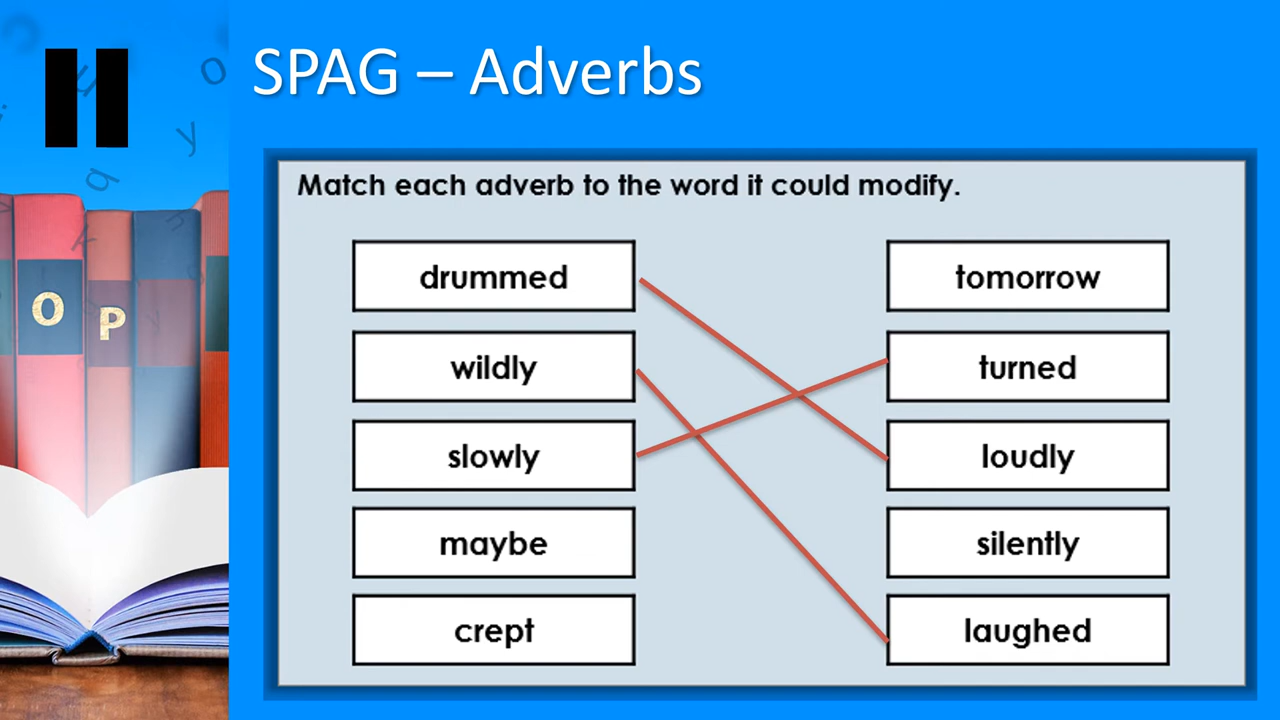 SPAG – Adverbs
Match each adverb to the word it could modify.
drummed
tomorrow
wildly
turned
slowly
loudly
maybe
silently
crept
laughed
O
P
o
y
q
k